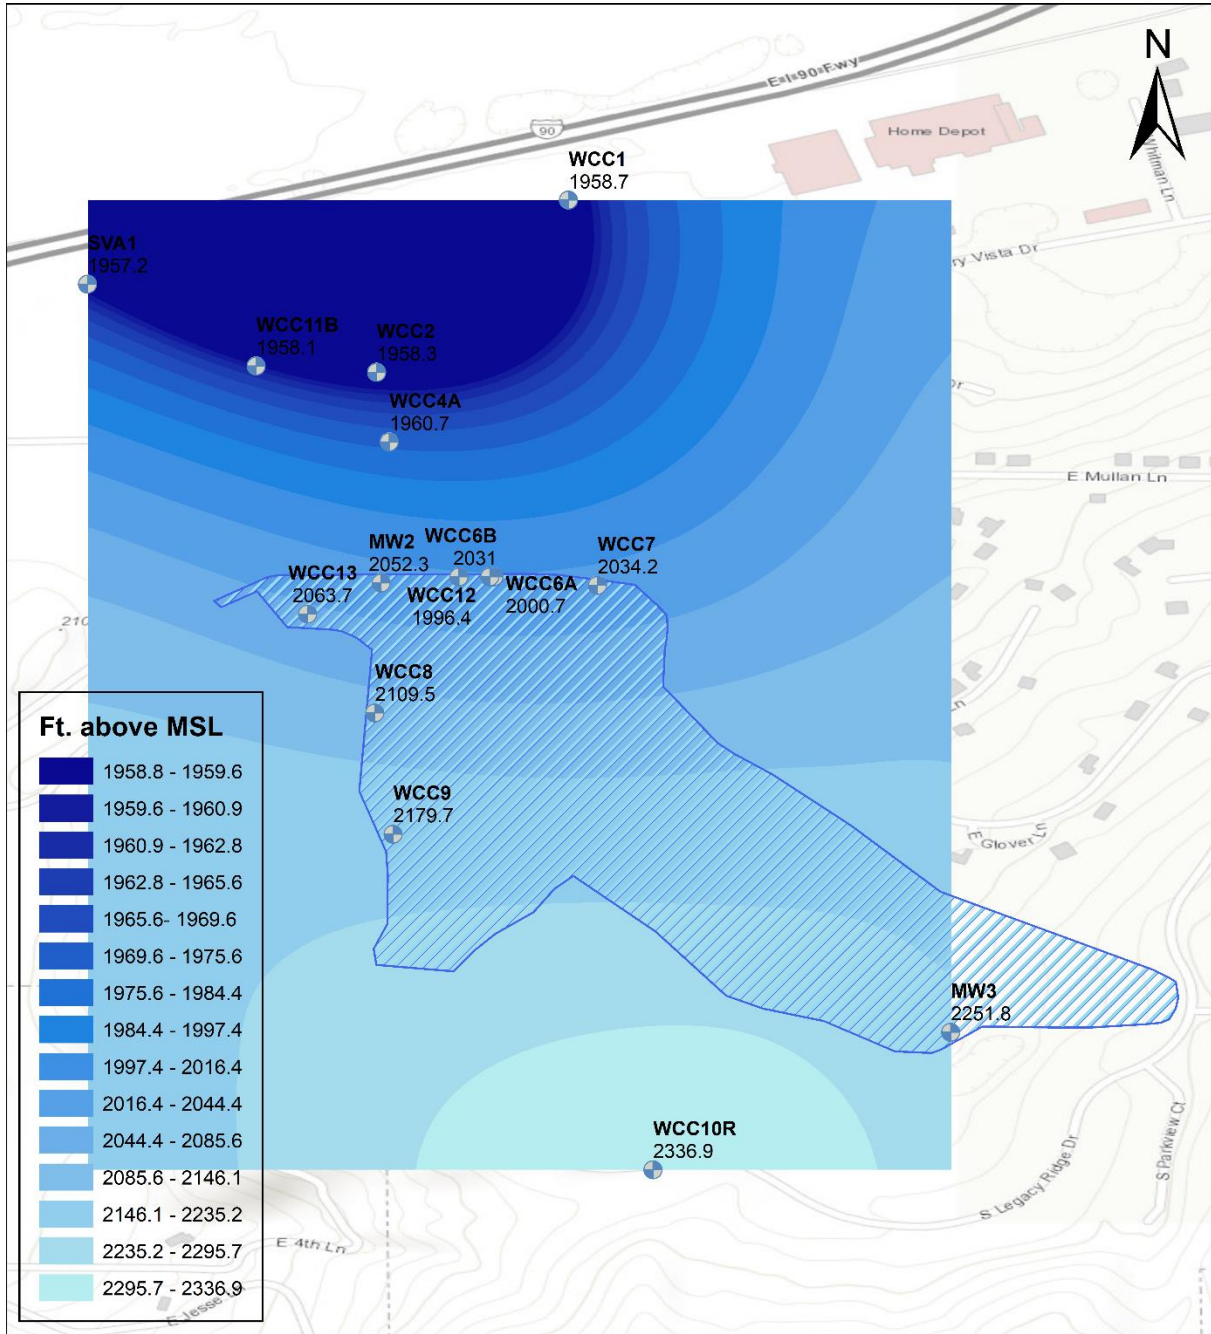 N
E I-90 Fwy
90
Home Depot
Whitman Ln
WCC1
1958.7
ry Vista Dr
SVA1
1957.2
WCC11B
1958.1
WCC2
1958.3
Dr
WCC4A
1960.7
E Mullan Ln
MW2
2052.3
WCC6B
2031
WCC7
2034.2
WCC13
2063.7
WCC12
1996.4
WCC6A
2000.7
210
WCC8
2109.5
Ln
Ft. above MSL
1958.8 - 1959.6
1959.6 - 1960.9
1960.9 - 1962.8
1962.8 - 1965.6
1965.6- 1969.6
1969.6 - 1975.6
1975.6 - 1984.4
1984.4 - 1997.4
1997.4 - 2016.4
2016.4 - 2044.4
2044.4 - 2085.6
2085.6 - 2146.1
2146.1 - 2235.2
2235.2 - 2295.7
2295.7 - 2336.9
WCC9
2179.7
E Glover Ln
MW3
2251.8
WCC10R
2336.9
S Legacy Ridge Dr
S Parkview Ct
E 4th Ln
E Jesse